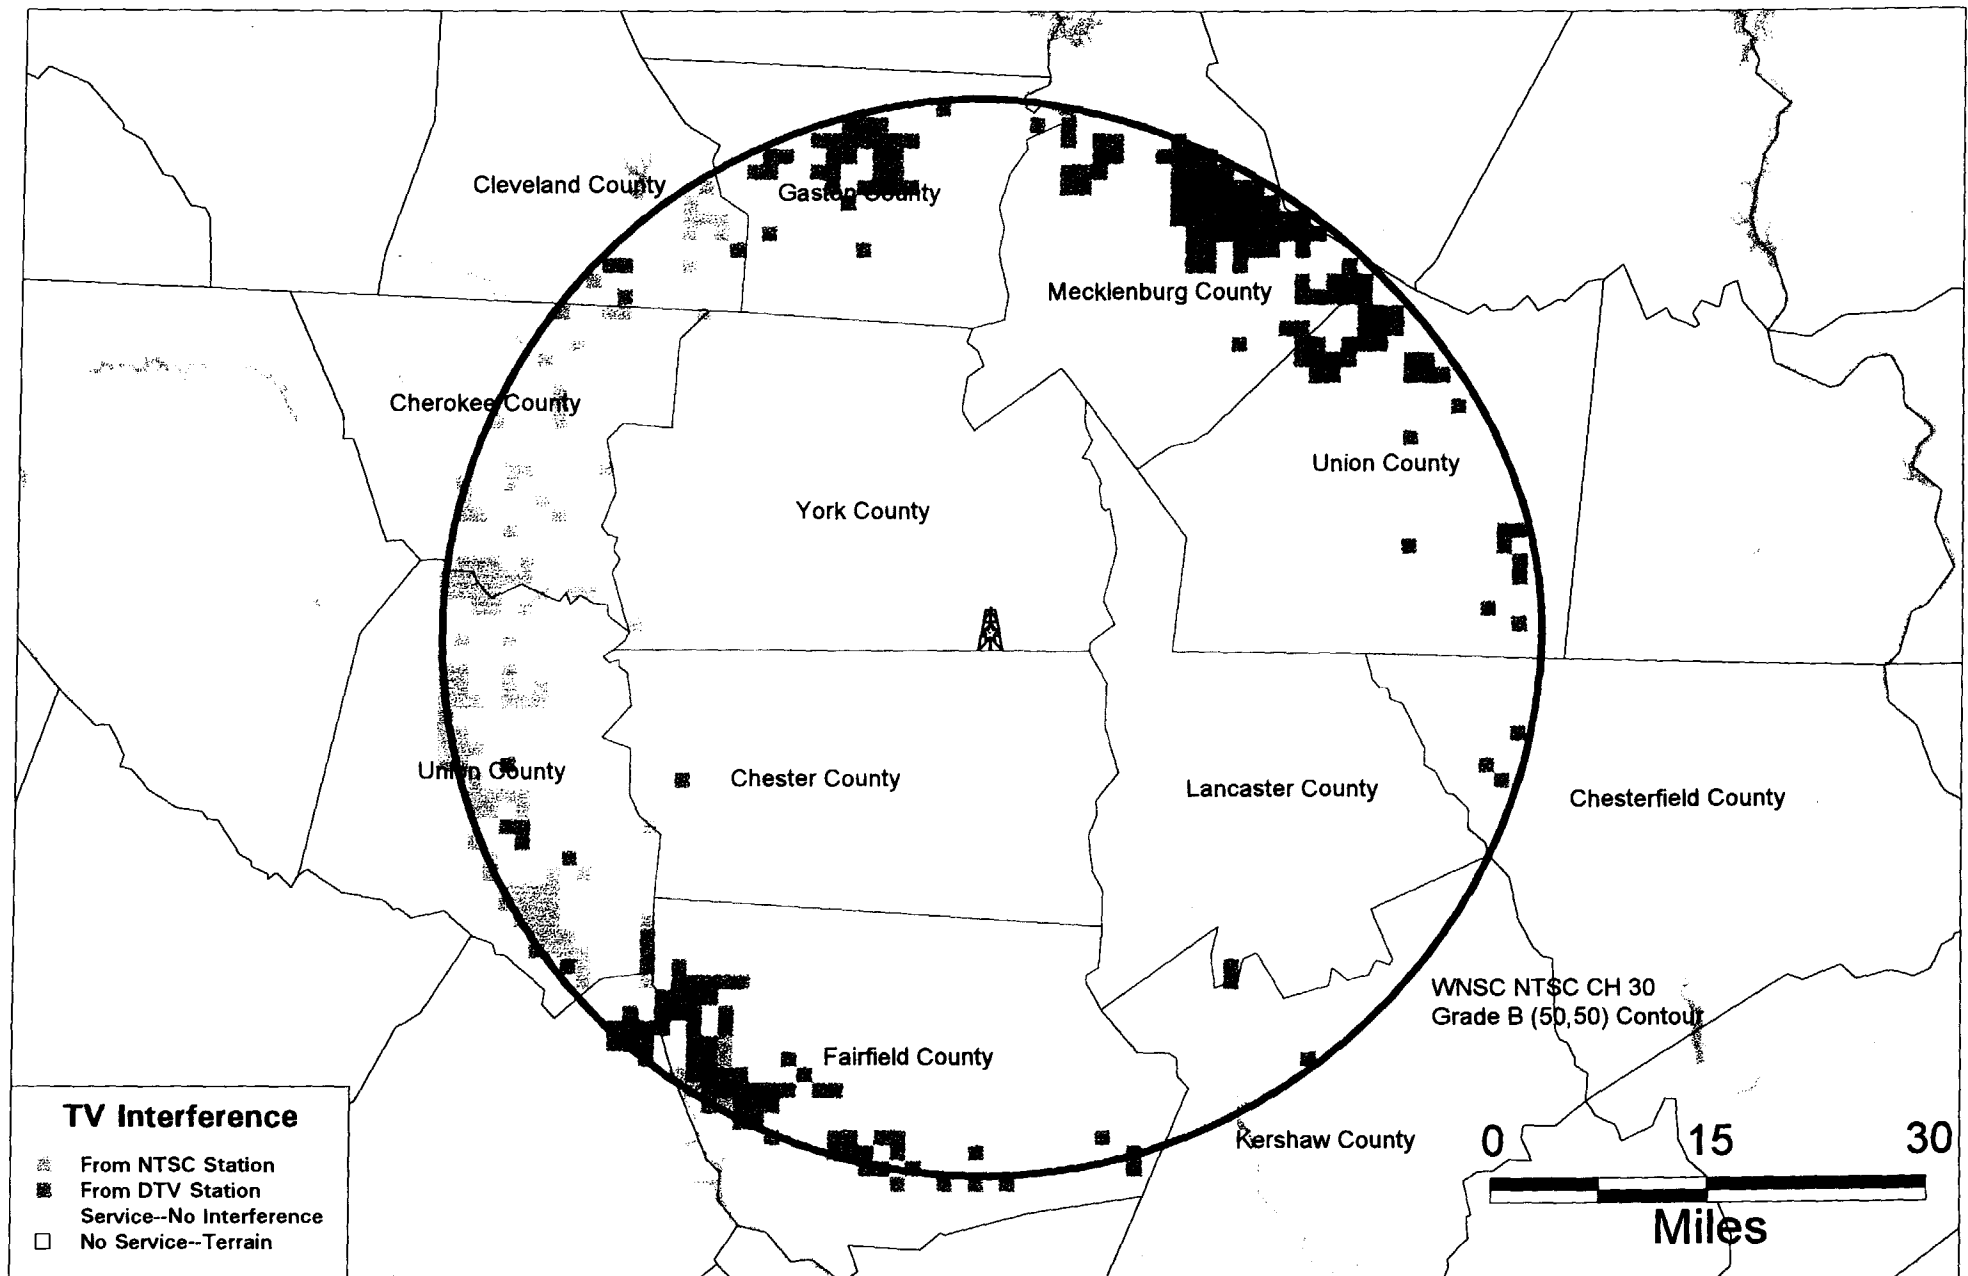 Cleveland County
Gaston County
Mecklenburg County
Cherokee County
Union County
York County
Union County
Chester County
Lancaster County
Chesterfield County
WNSC NTSC CH 30
Grade B (50,50) Contour
Fairfield County
Kershaw County
TV Interference
From NTSC Station
From DTV Station
Service--No Interference
No Service--Terrain
0 15 30
Miles